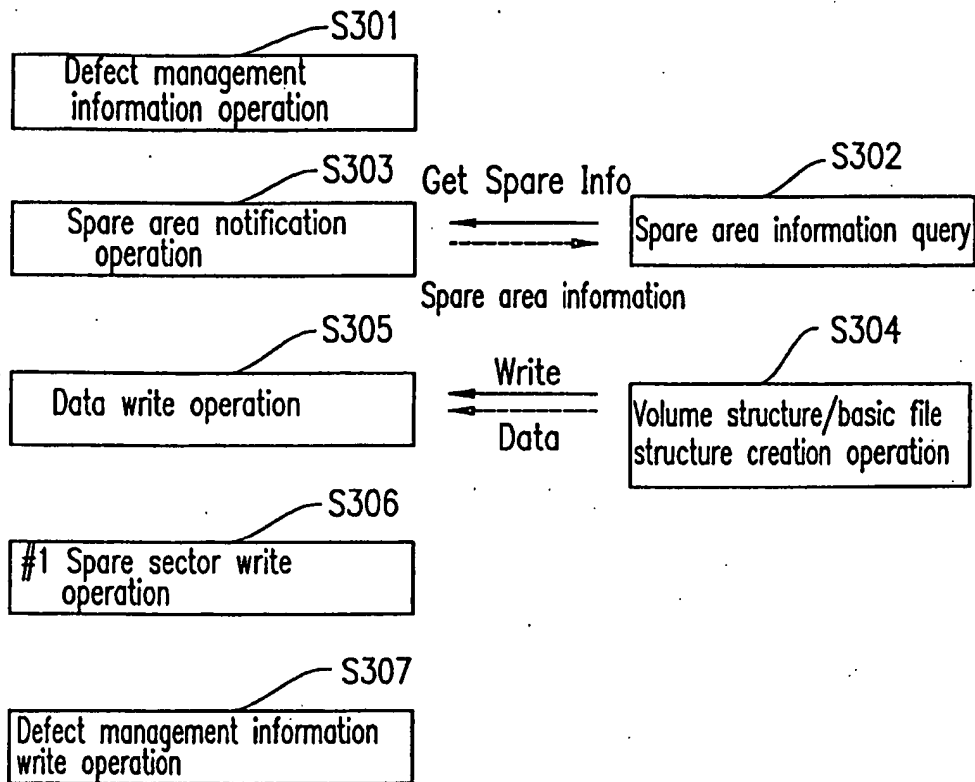 S301
Defect management
information operation
S303
Spare area notification
operation
Get Spare Info
Spare area information
S302
Spare area information query
S305
Data write operation
Write
Data
S304
Volume structure/basic file
structure creation operation
S306
#1 Spare sector write
operation
S307
Defect management information
write operation